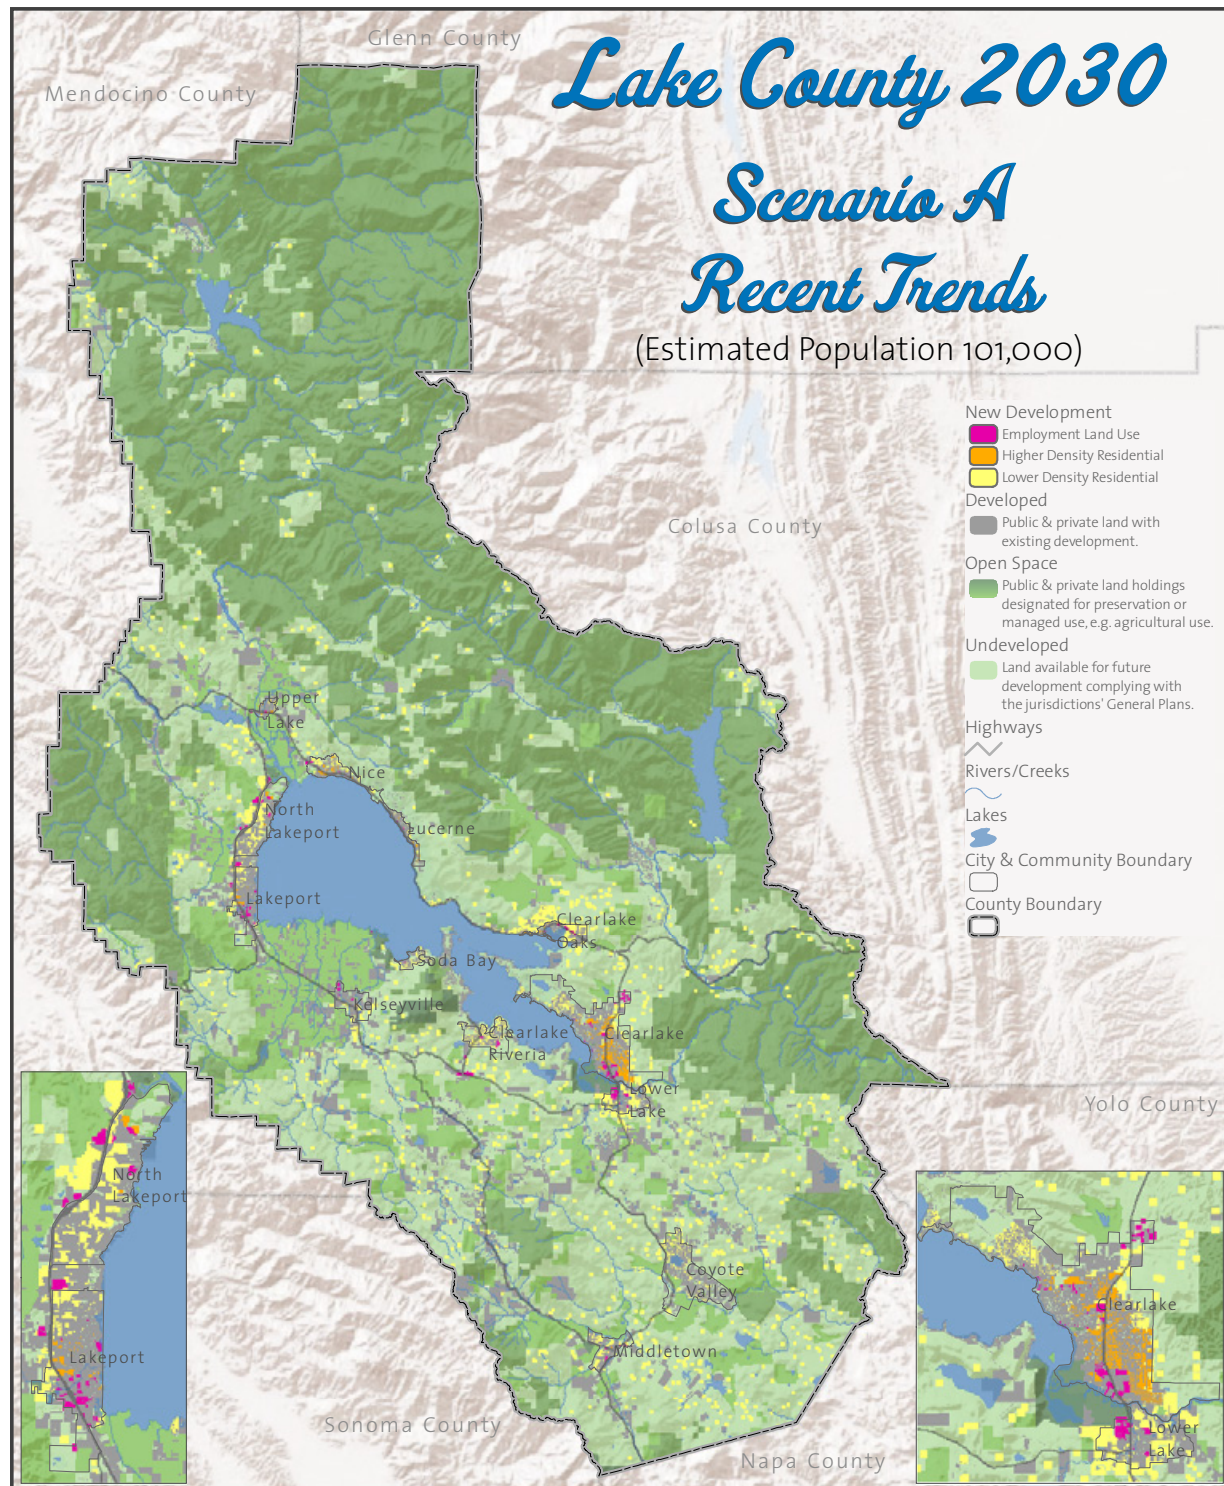 Glenn County
Mendocino County
Lake County 2030
Scenario A
Recent Trends
(Estimated Population 101,000)
New Development
Employment Land Use
Higher Density Residential
Lower Density Residential
Developed
Public & private land with
existing development.
Open Space
Public & private land holdings
designated for preservation or
managed use, e.g. agricultural use.
Undeveloped
Land available for future
development complying with
the jurisdictions' General Plans.
Highways
Rivers/Creeks
Lakes
City & Community Boundary
County Boundary
Colusa County
Upper
Lake
Nice
North
Lakeport
Lucerne
Lakeport
Clearlake
Oaks
Soda Bay
Kelseyville
Clearlake
Riveria
Clearlake
Lower
Lake
Yolo County
Coyote
Valley
Middletown
Sonoma County
Napa County
North
Lakeport
Lakeport
Clearlake
Lower
Lake